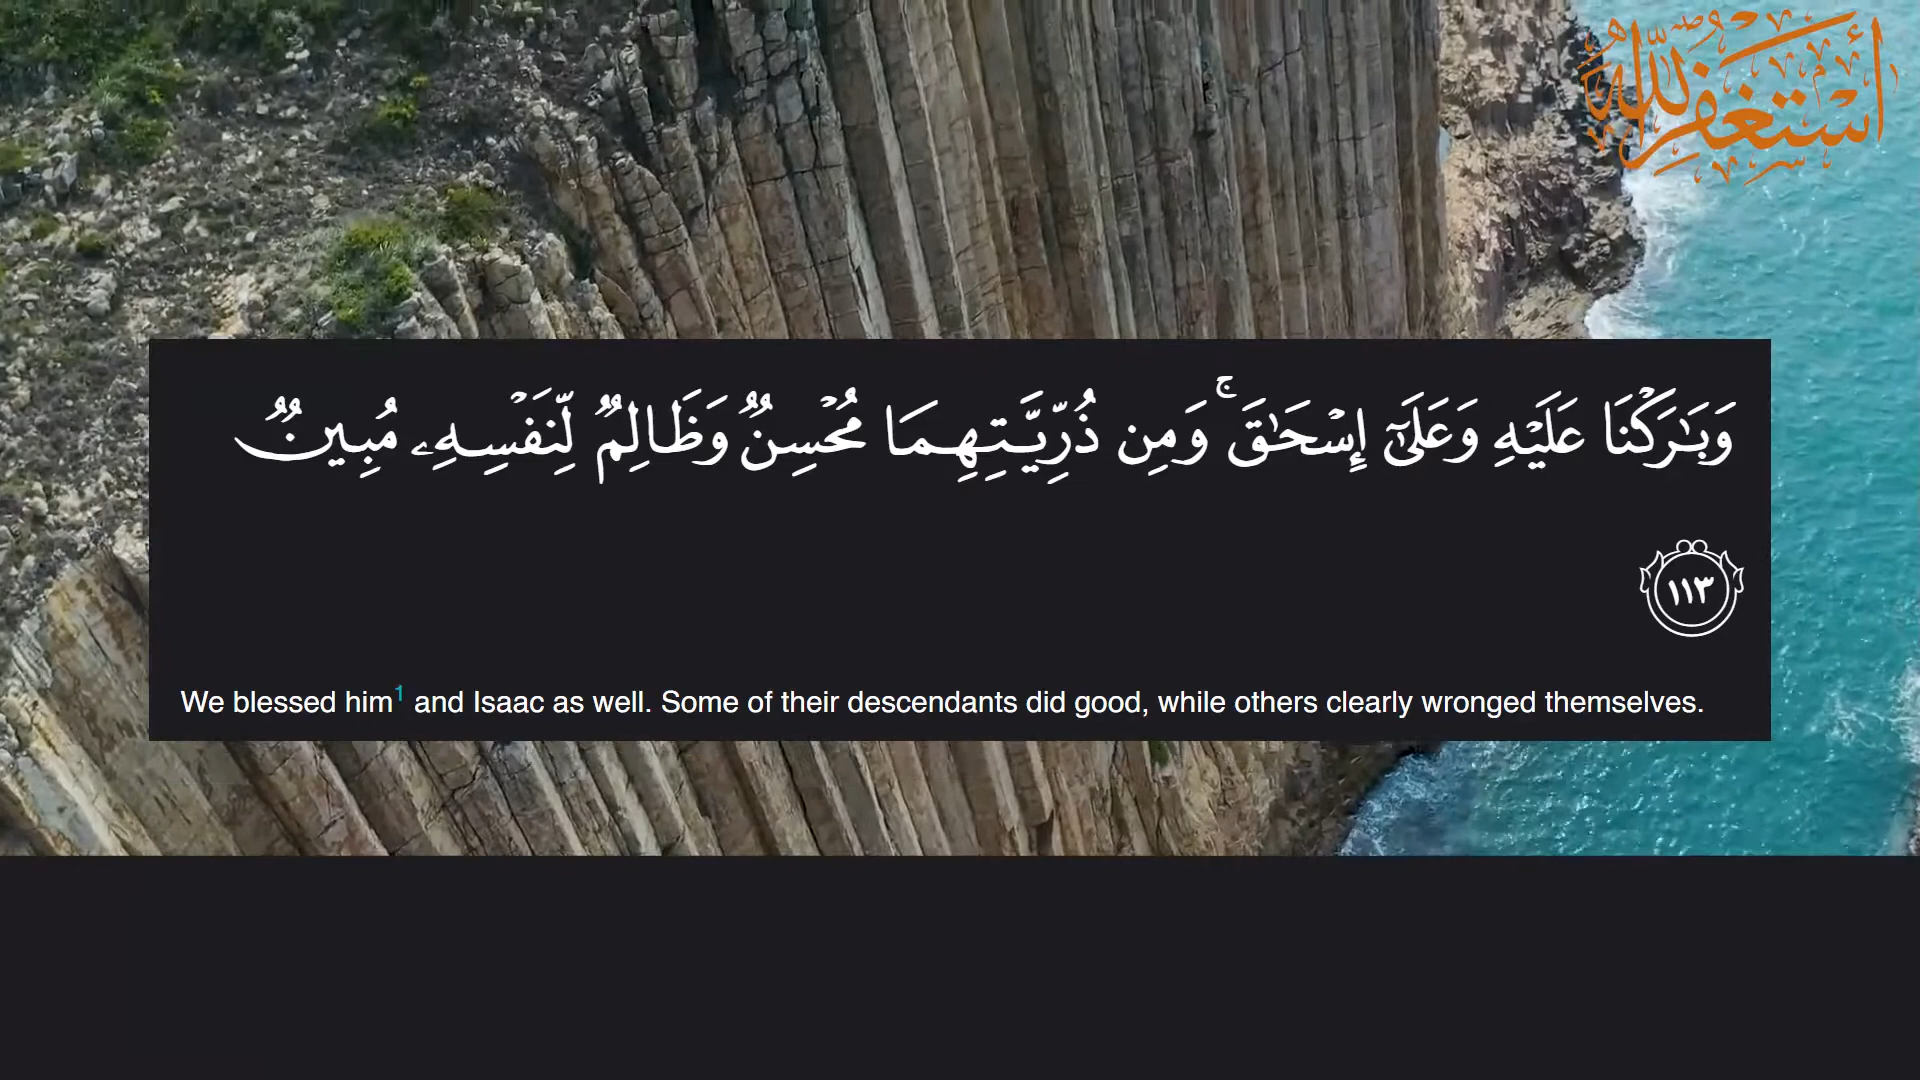 أستغفر الله
وَبَـٰرَكْنَا عَلَيْهِ وَعَلَىٰٓ إِسْحَـٰقَ ۚ وَمِن ذُرِّيَّتِهِمَا مُحْسِنٌ وَظَالِمٌ لِّنَفْسِهِۦ مُبِينٌ
١١٣
We blessed him¹ and Isaac as well. Some of their descendants did good, while others clearly wronged themselves.